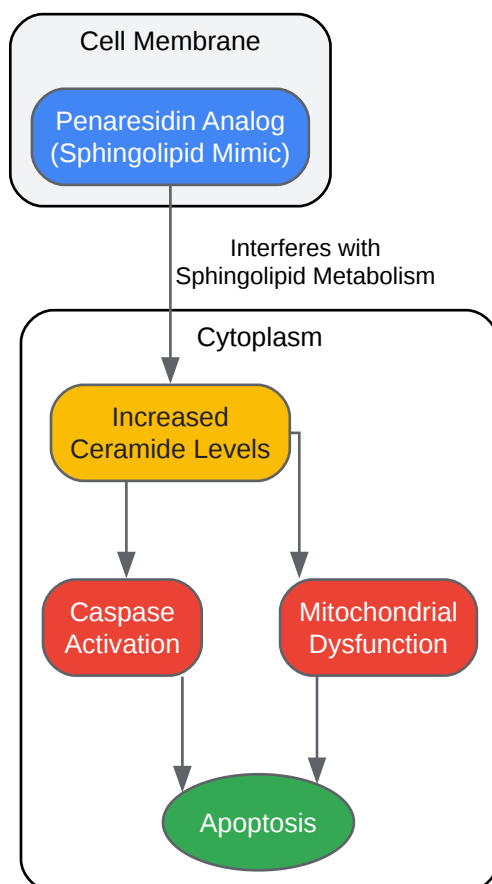 Cell Membrane
Penaresidin Analog
(Sphingolipid Mimic)
Interferes with
Sphingolipid Metabolism
Cytoplasm
Increased
Ceramide Levels
Caspase
Activation
Mitochondrial
Dysfunction
Apoptosis